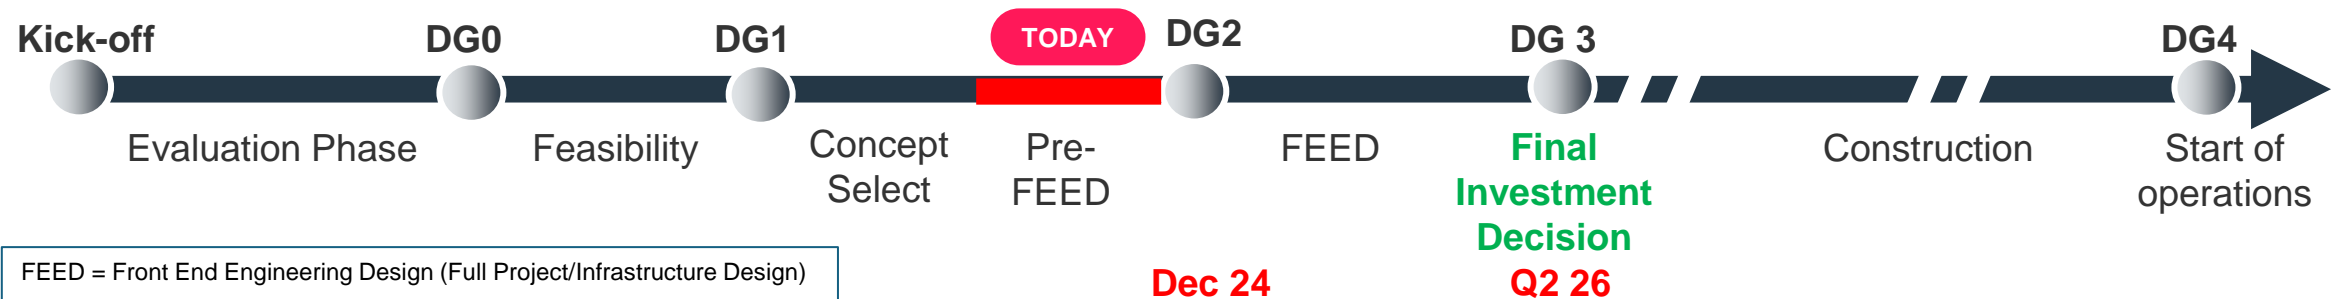 Kick-off
DG0
DG1
TODAY
DG2
DG 3
DG4
Evaluation Phase
Feasibility
Concept
Select
Pre-
FEED
FEED
Final
Investment
Decision
Construction
Start of
operations
FEED = Front End Engineering Design (Full Project/Infrastructure Design)
Dec 24
Q2 26